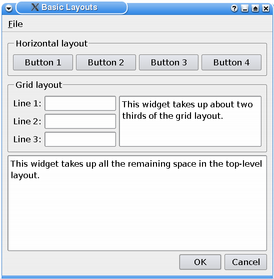 Basic Layouts
File
Horizontal layout
Button 1 Button 2 Button 3 Button 4
Grid layout
Line 1:
Line 2:
Line 3:
This widget takes up about two
thirds of the grid layout.
This widget takes up all the remaining space in the top-level
layout.
OK Cancel